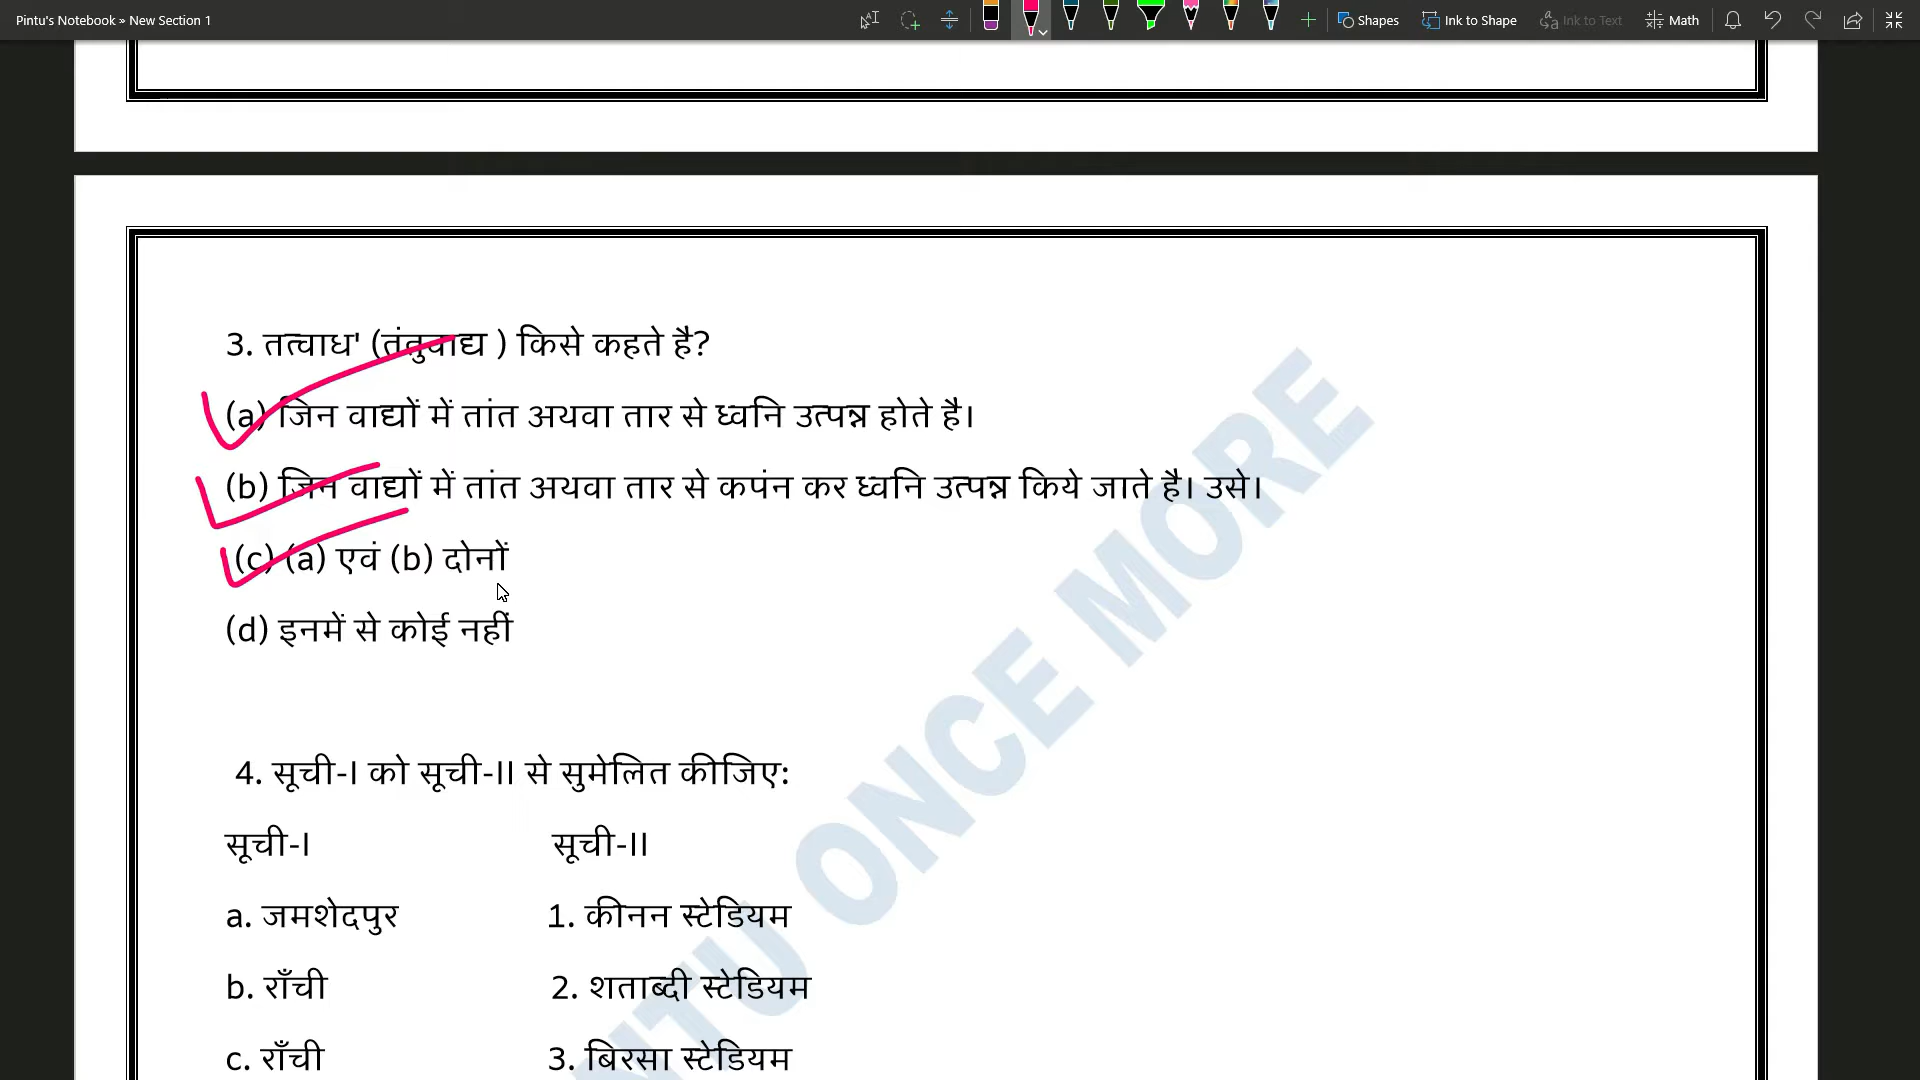 Pintu's Notebook » New Section 1
Shapes Ink to Shape Ink to Text Math
3. तत्वाध' (तंतुवाद्य ) किसे कहते है?
(a) जिन वाद्यों में तांत अथवा तार से ध्वनि उत्पन्न होते है।
(b) जिन वाद्यों में तांत अथवा तार से कपंन कर ध्वनि उत्पन्न किये जाते है। उसे।
(c) (a) एवं (b) दोनों
(d) इनमें से कोई नहीं
4. सूची-I को सूची-II से सुमेलित कीजिए:
सूची-I सूची-II
a. जमशेदपुर 1. कीनन स्टेडियम
b. राँची 2. शताब्दी स्टेडियम
c. राँची 3. बिरसा स्टेडियम
NTU ONCE MORE